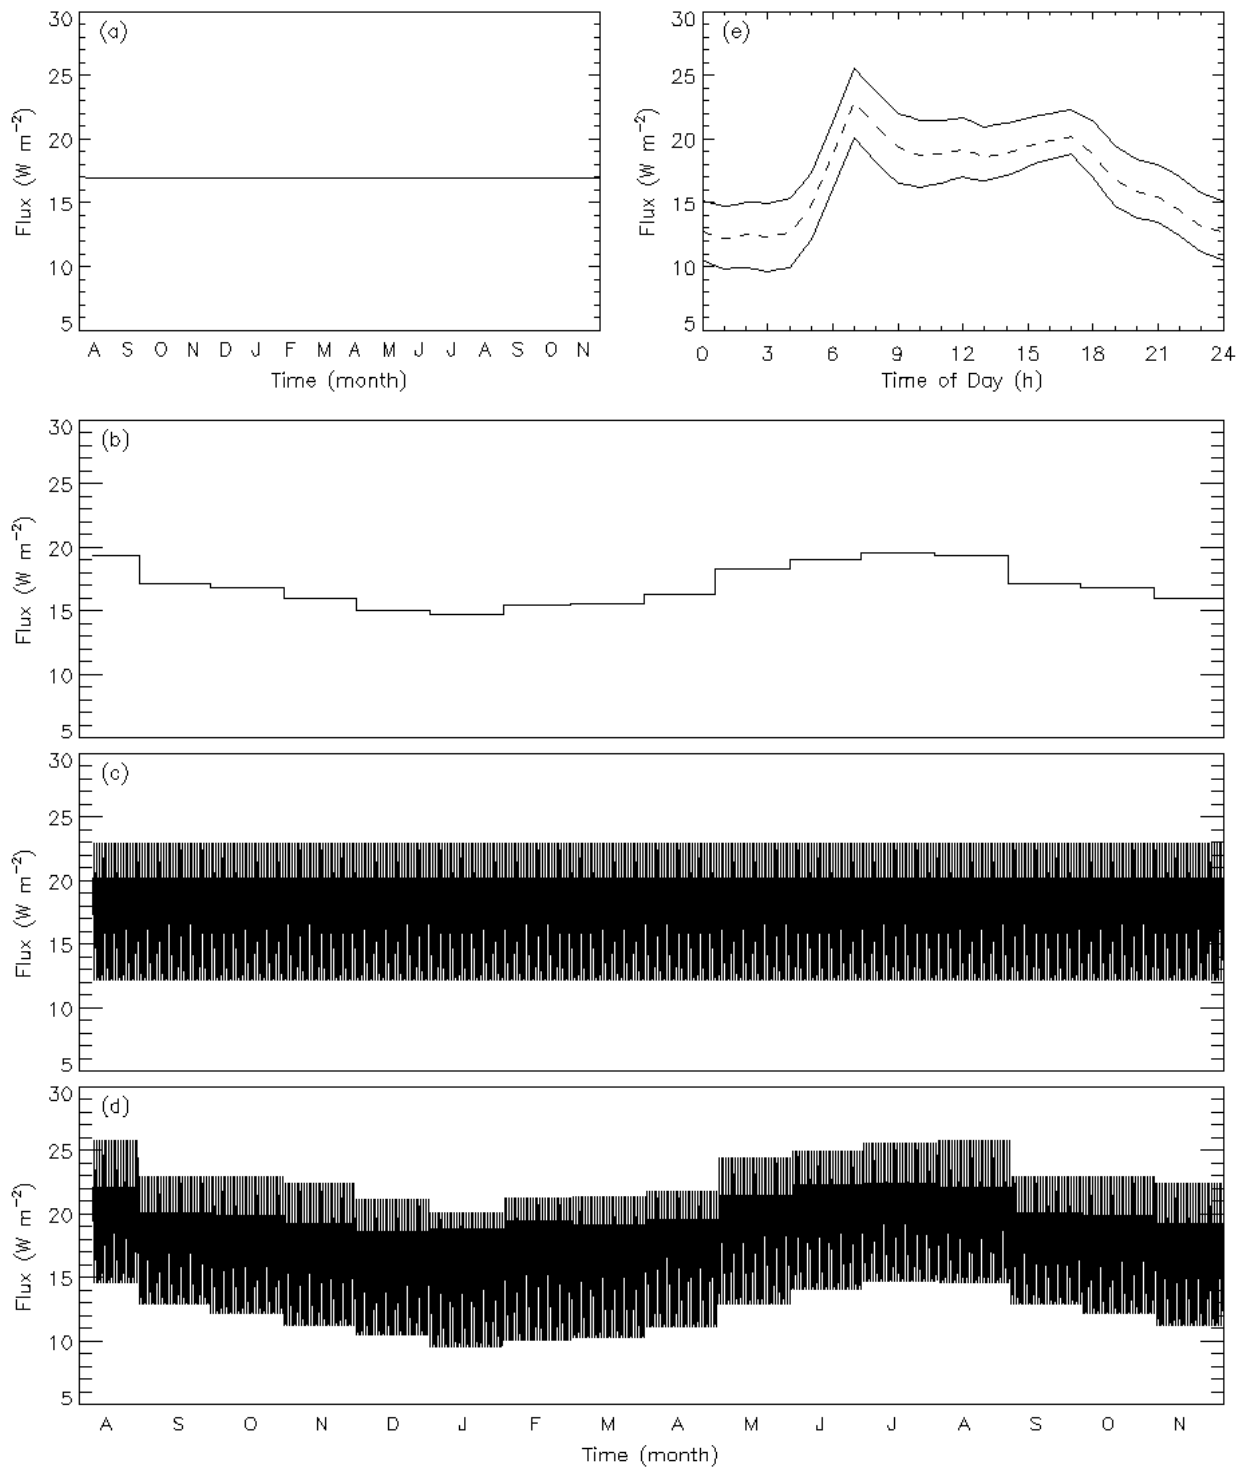 (a)
30
25
20
15
10
5
Flux (W m⁻²)
A S O N D J F M A M J J A S O N
Time (month)
(e)
30
25
20
15
10
5
Flux (W m⁻²)
0 3 6 9 12 15 18 21 24
Time of Day (h)
(b)
30
25
20
15
10
5
Flux (W m⁻²)
(c)
30
25
20
15
10
5
Flux (W m⁻²)
(d)
30
25
20
15
10
5
Flux (W m⁻²)
A S O N D J F M A M J J A S O N
Time (month)